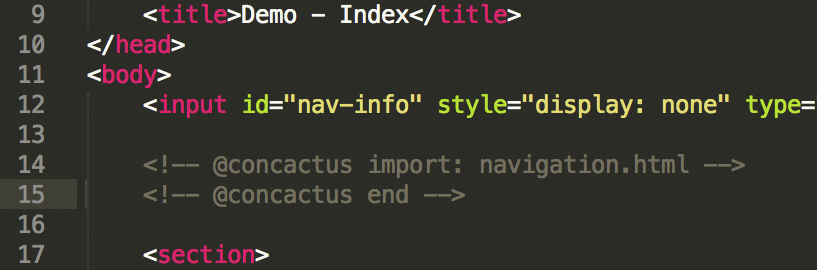 9 <title>Demo - Index</title>
10 </head>
11 <body>
12 <input id="nav-info" style="display: none" type=
13
14 <!-- @concactus import: navigation.html -->
15 <!-- @concactus end -->
16
17 <section>